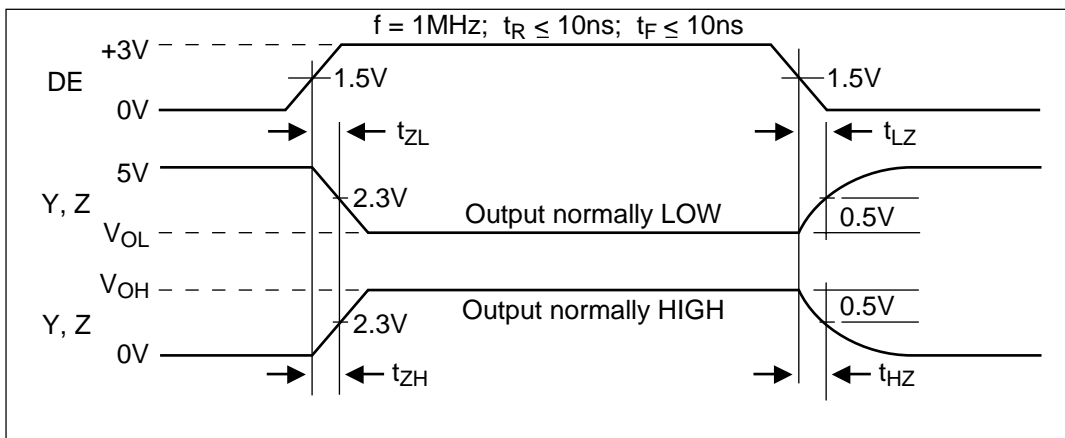 f = 1MHz; tR ≤ 10ns; tF ≤ 10ns
+3V
DE
1.5V
1.5V
0V
tZL
tLZ
5V
Y, Z
2.3V
Output normally LOW
0.5V
VOL
VOH
Y, Z
2.3V
Output normally HIGH
0.5V
0V
tZH
tHZ